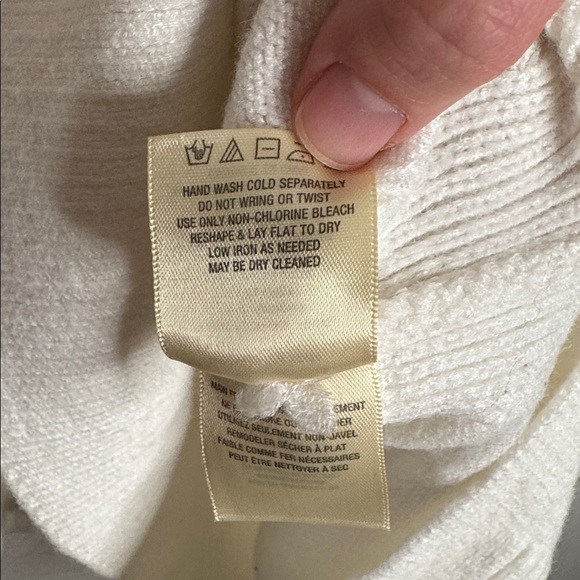 HAND WASH COLD SEPARATELY
DO NOT WRING OR TWIST
USE ONLY NON-CHLORINE BLEACH
RESHAPE & LAY FLAT TO DRY
LOW IRON AS NEEDED
MAY BE DRY CLEANED
MAIN
NE
UTILISEZ SEULEMENT NON-JAVEL
REMODELER SÉCHER À PLAT
FAIBLE COMME FER NÉCESSAIRES
PEUT ÊTRE NETTOYER À SEC